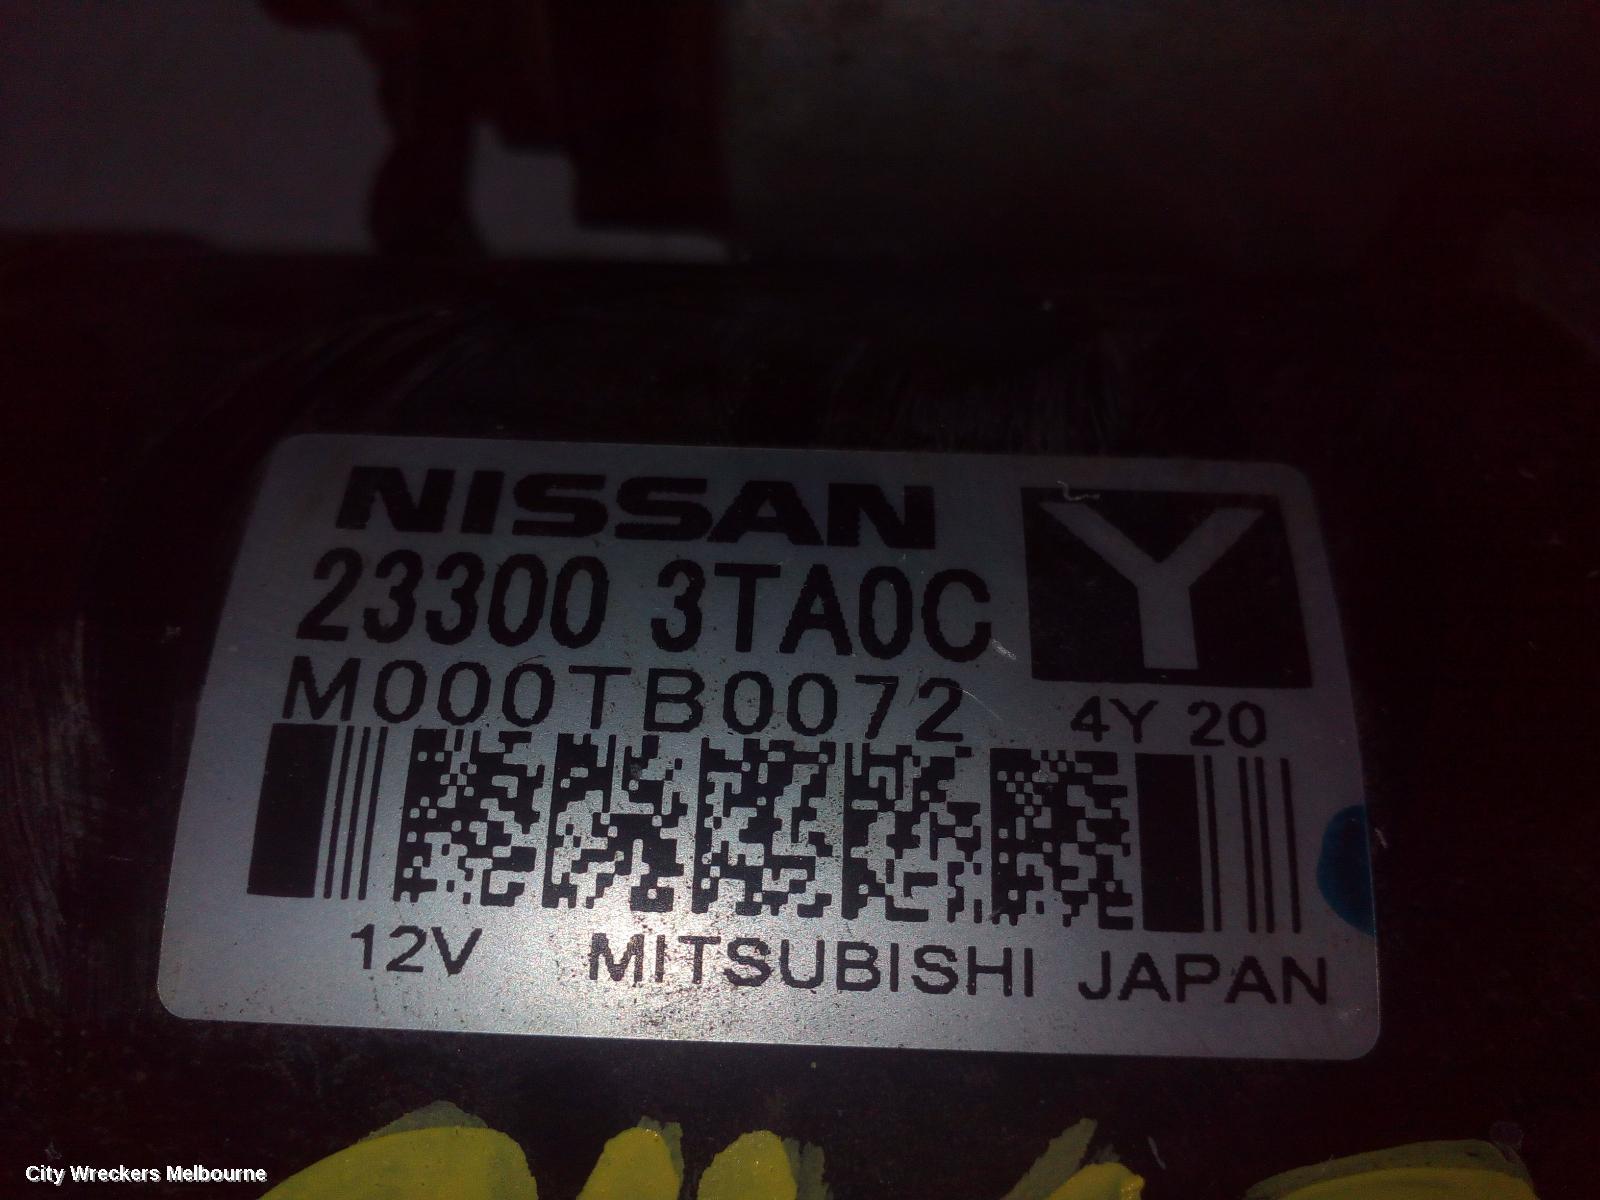 NISSAN
23300 3TA0C
Y
M000TB0072
4Y 20
12V MITSUBISHI JAPAN
City Wreckers Melbourne